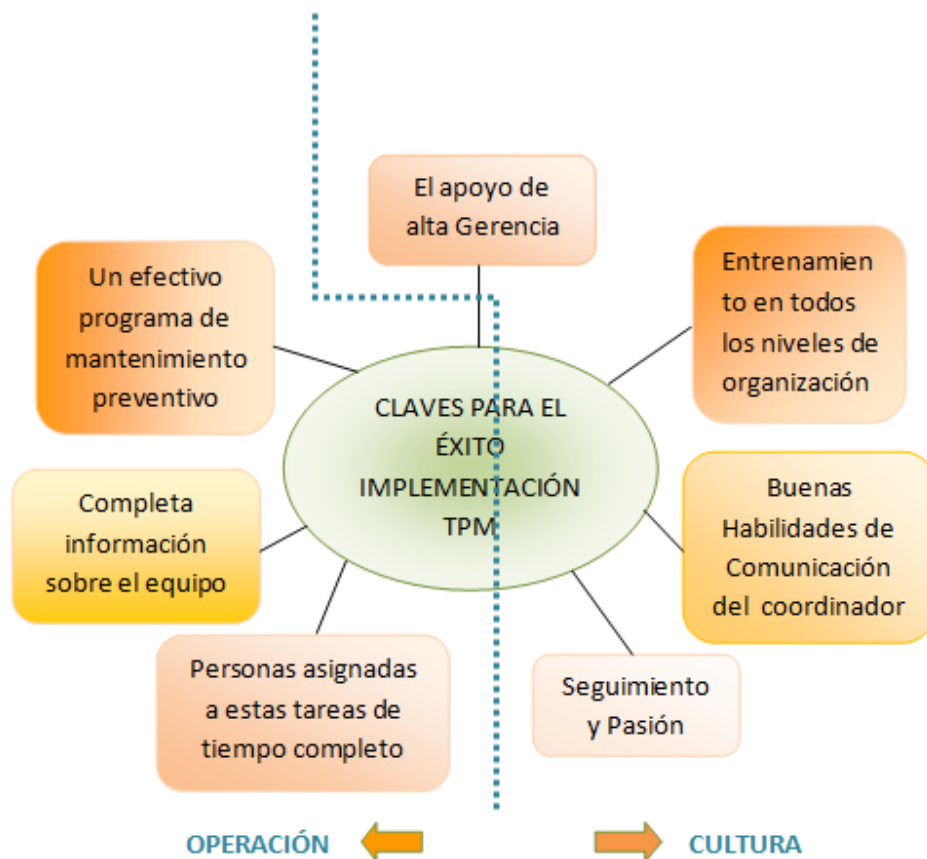 El apoyo de
alta Gerencia
Un efectivo
programa de
mantenimiento
preventivo
Entrenamien
to en todos
los niveles de
organización
CLAVES PARA EL
ÉXITO
IMPLEMENTACIÓN
TPM
Completa
información
sobre el equipo
Buenas
Habilidades de
Comunicación
del coordinador
Personas asignadas
a estas tareas de
tiempo completo
Seguimiento
y Pasión
OPERACIÓN
CULTURA